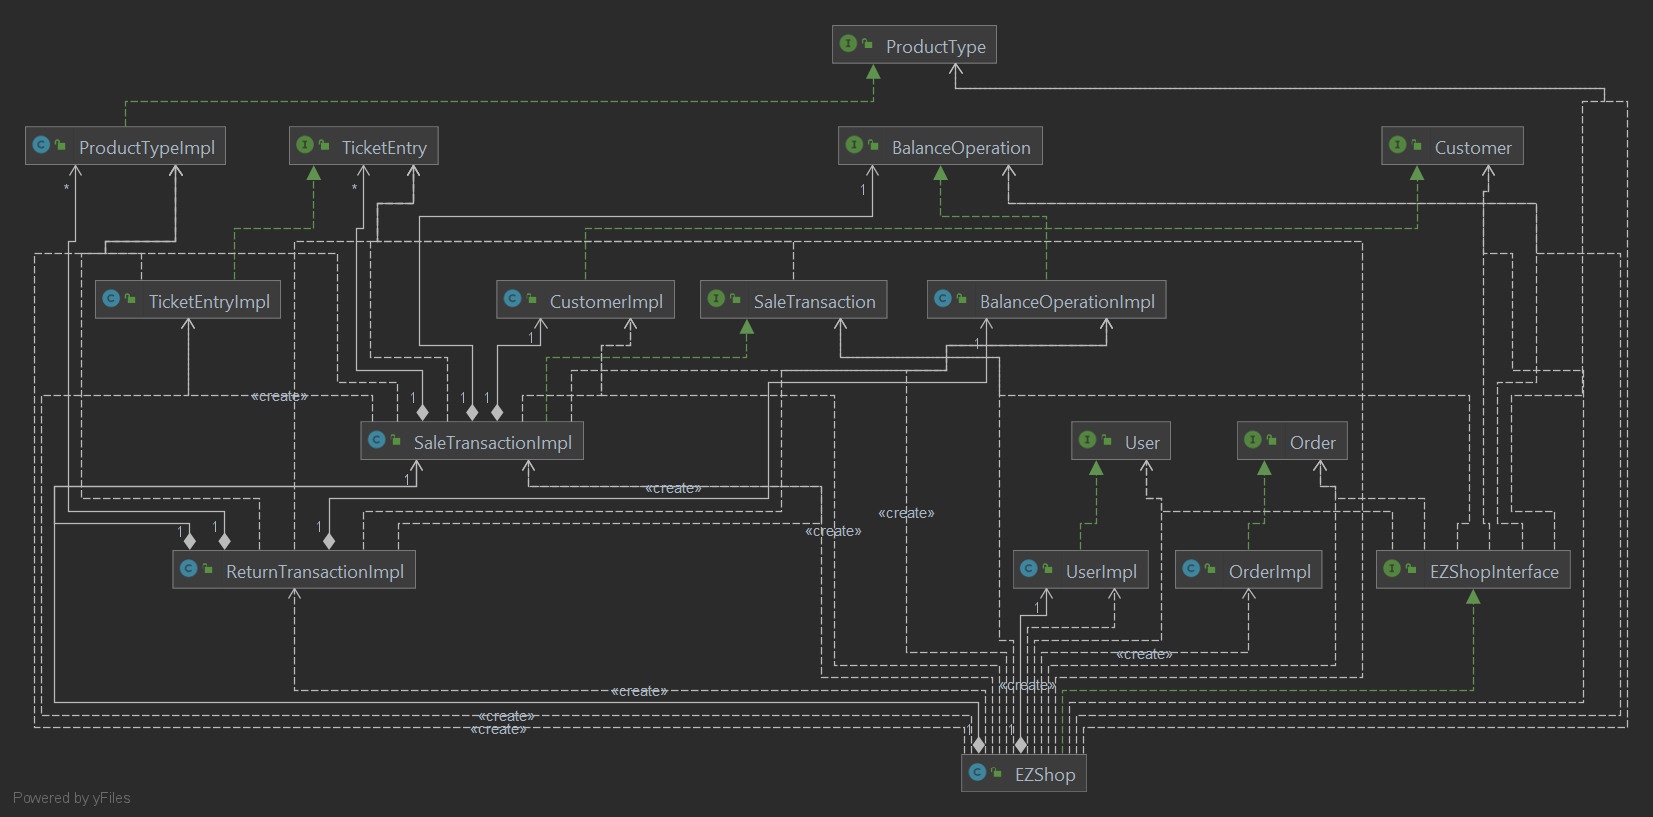 ProductType
ProductTypeImpl
TicketEntry
BalanceOperation
Customer
*
*
1
TicketEntryImpl
CustomerImpl
SaleTransaction
BalanceOperationImpl
1
1
«create»
1
1
1
SaleTransactionImpl
User
Order
1
«create»
«create»
1
1
1
«create»
ReturnTransactionImpl
UserImpl
OrderImpl
EZShopInterface
1
«create»
«create»
«create»
«create»
«create»
1
1
EZShop
Powered by yFiles